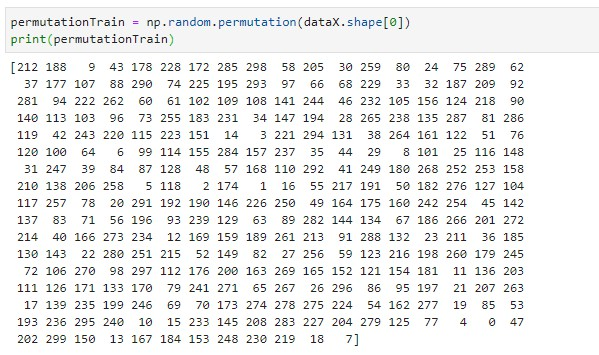 permutationTrain = np.random.permutation(dataX.shape[0])
print(permutationTrain)
[212 188 9 43 178 228 172 285 298 58 205 30 259 80 24 75 289 62
37 177 107 88 290 74 225 195 293 97 66 68 229 33 32 187 209 92
281 94 222 262 60 61 102 109 108 141 244 46 232 105 156 124 218 90
140 113 103 96 73 255 183 231 34 147 194 28 265 238 135 287 81 286
119 42 243 220 115 223 151 14 3 221 294 131 38 264 161 122 51 76
120 100 64 6 99 114 155 284 157 237 35 44 29 8 101 25 116 148
31 247 39 84 87 128 48 57 168 110 292 41 249 180 268 252 253 158
210 138 206 258 5 118 2 174 1 16 55 217 191 50 182 276 127 104
117 257 78 20 291 192 190 146 226 250 49 164 175 160 242 254 45 142
137 83 71 56 196 93 239 129 63 89 282 144 134 67 186 266 201 272
214 40 166 273 234 12 169 159 189 261 213 91 288 132 23 211 36 185
130 143 22 280 251 215 52 149 82 27 256 59 123 216 198 260 179 245
72 106 270 98 297 112 176 200 163 269 165 152 121 154 181 11 136 203
111 126 171 133 170 79 241 271 65 267 26 296 86 95 197 21 207 263
17 139 235 199 246 69 70 173 274 278 275 224 54 162 277 19 85 53
193 236 295 240 10 15 233 145 208 283 227 204 279 125 77 4 0 47
202 299 150 13 167 184 153 248 230 219 18 7]